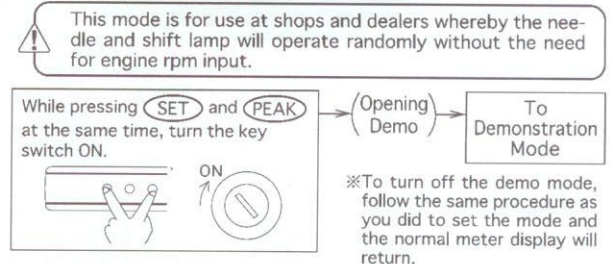 This mode is for use at shops and dealers whereby the nee-
dle and shift lamp will operate randomly without the need
for engine rpm input.
While pressing SET and PEAK
at the same time, turn the key
switch ON.
ON
Opening
Demo
To
Demonstration
Mode
※To turn off the demo mode,
follow the same procedure as
you did to set the mode and
the normal meter display will
return.